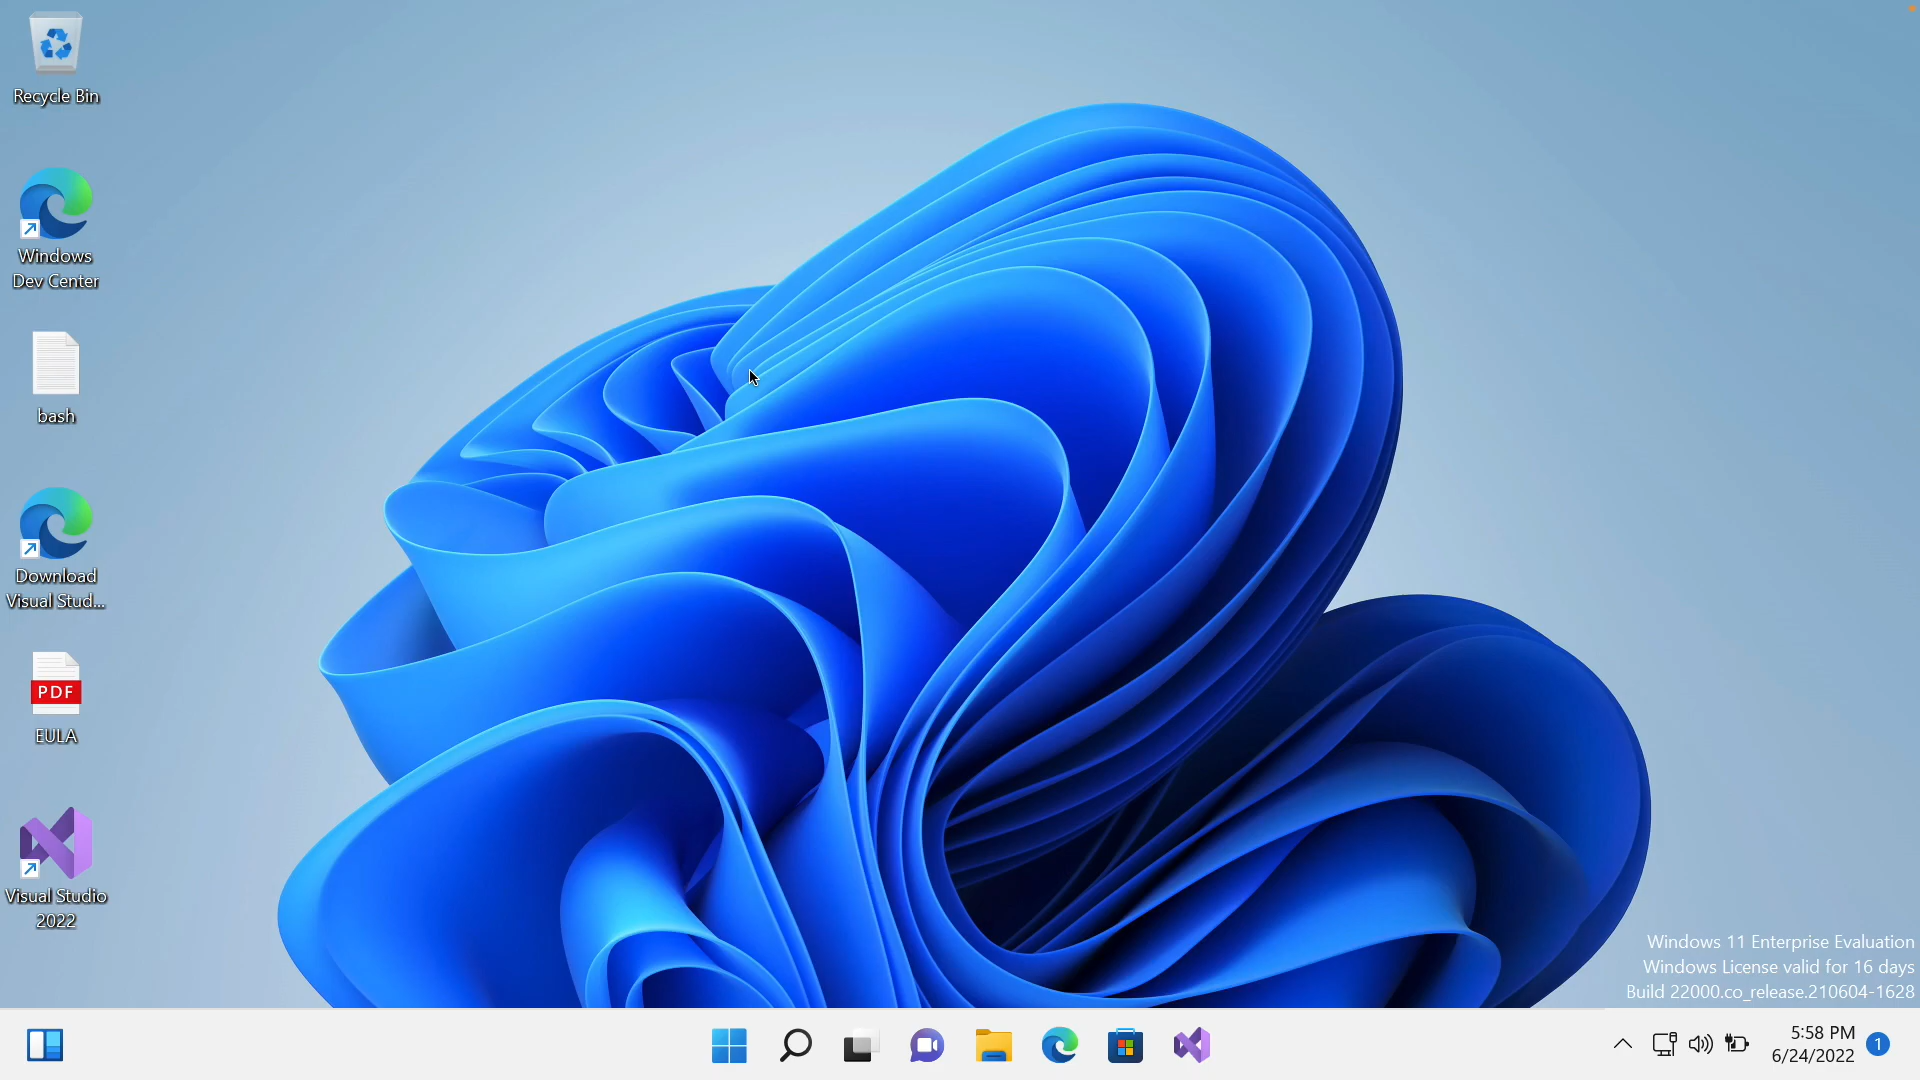 Recycle Bin
Windows
Dev Center
bash
Download
Visual Stud...
PDF
EULA
Visual Studio
2022
Windows 11 Enterprise Evaluation
Windows License valid for 16 days
Build 22000.co_release.210604-1628
5:58 PM
6/24/2022
1